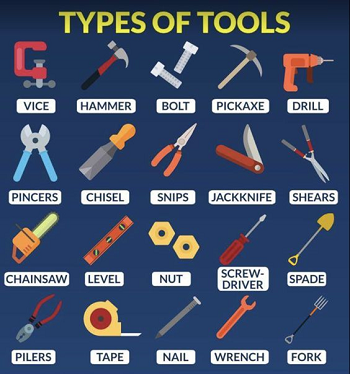 TYPES OF TOOLS
VICE HAMMER BOLT PICKAXE DRILL
PINCERS CHISEL SNIPS JACKKNIFE SHEARS
CHAINSAW LEVEL NUT SCREW-
DRIVER SPADE
PILERS TAPE NAIL WRENCH FORK